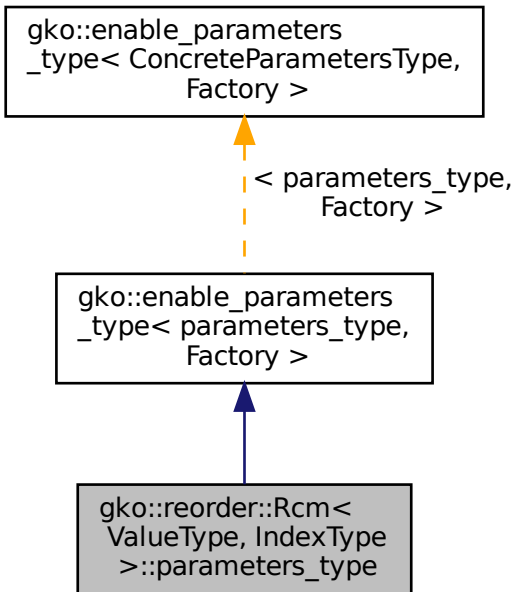 gko::enable_parameters
_type< ConcreteParametersType,
Factory >
< parameters_type,
Factory >
gko::enable_parameters
_type< parameters_type,
Factory >
gko::reorder::Rcm<
ValueType, IndexType
>::parameters_type